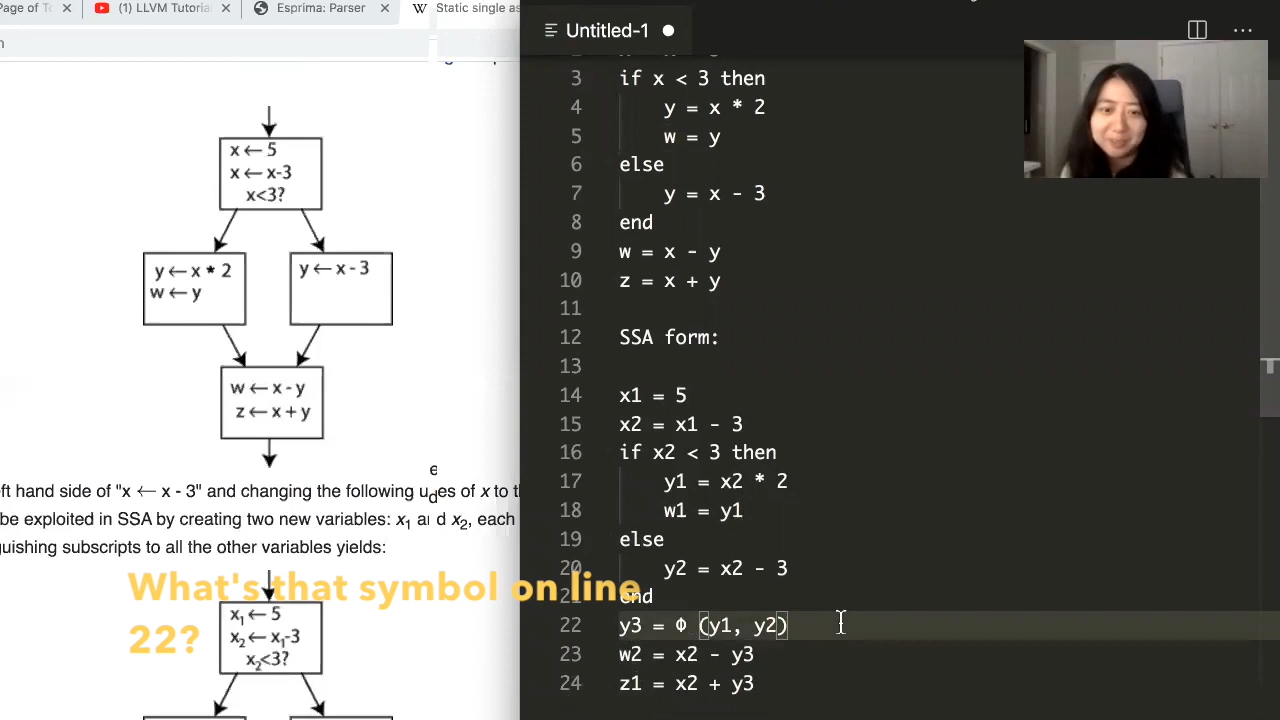 Page of To
(1) LLVM Tutoria
Esprima: Parser
W
Static single as
n
x ← 5
x ← x-3
x<3?
y ← x * 2
w ← y
y ← x - 3
w ← x - y
z ← x + y
e
ft hand side of "x ← x - 3" and changing the following u
d
es of x to t
be exploited in SSA by creating two new variables: x₁ a
d x₂, each
guishing subscripts to all the other variables yields:
x₁ ← 5
x₂ ← x₁-3
x₂<3?
Untitled-1
3 if x < 3 then
4 y = x * 2
5 w = y
6 else
7 y = x - 3
8 end
9 w = x - y
10 z = x + y
11
12 SSA form:
13
14 x1 = 5
15 x2 = x1 - 3
16 if x2 < 3 then
17 y1 = x2 * 2
18 w1 = y1
19 else
20 y2 = x2 - 3
21 end
22 y3 = Φ (y1, y2)
23 w2 = x2 - y3
24 z1 = x2 + y3
T
What's that symbol on line
22?